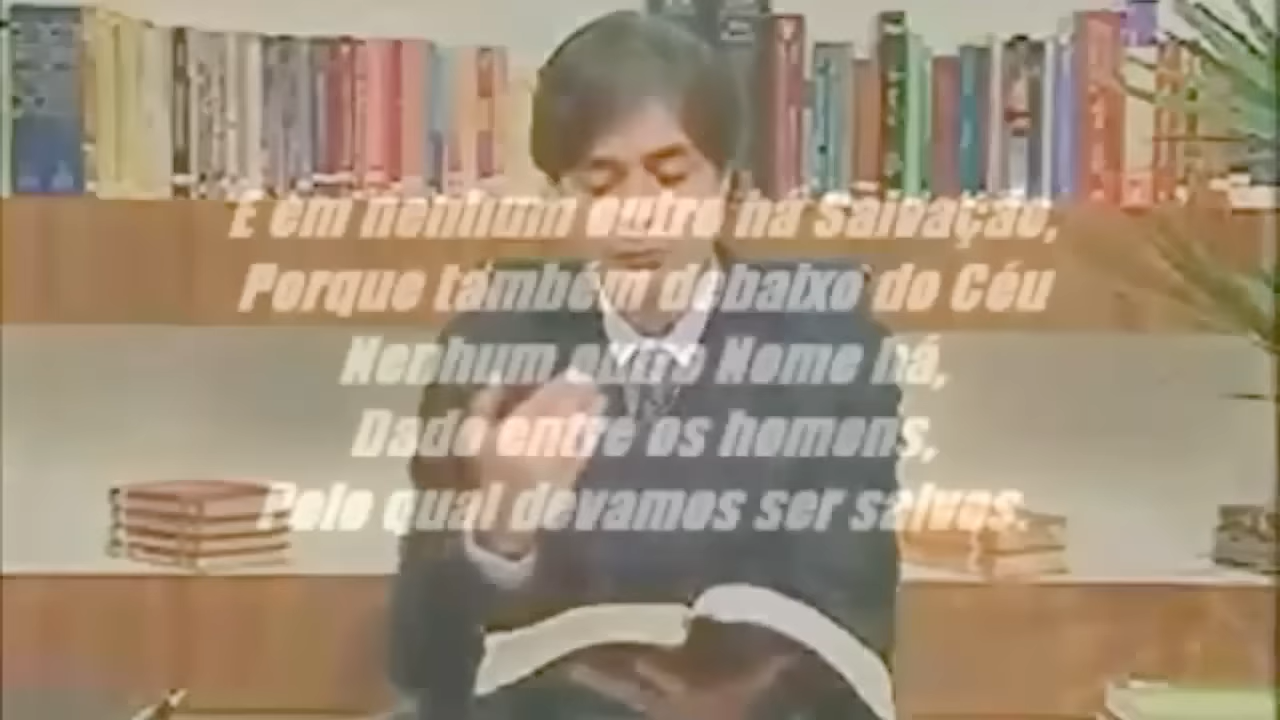 E em nenhum outro há Salvação,
Porque também debaixo do Céu
Nenhum outro Nome há,
Dado entre os homens,
Pelo qual devamos ser salvos.